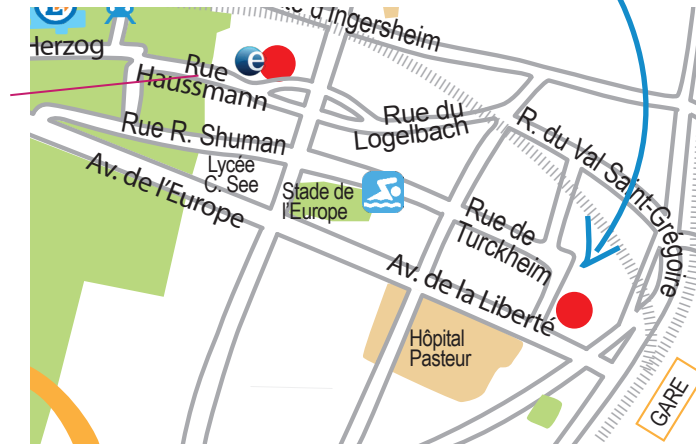 d'Ingersheim
Herzog
e
Rue
Haussmann
Rue du
Logelbach
Rue R. Shuman
R. du Val Saint-Grégoire
Lycée
C. See
Av. de l'Europe
Stade de
l'Europe
Rue de
Turckheim
Av. de la Liberté
Hôpital
Pasteur
GARE